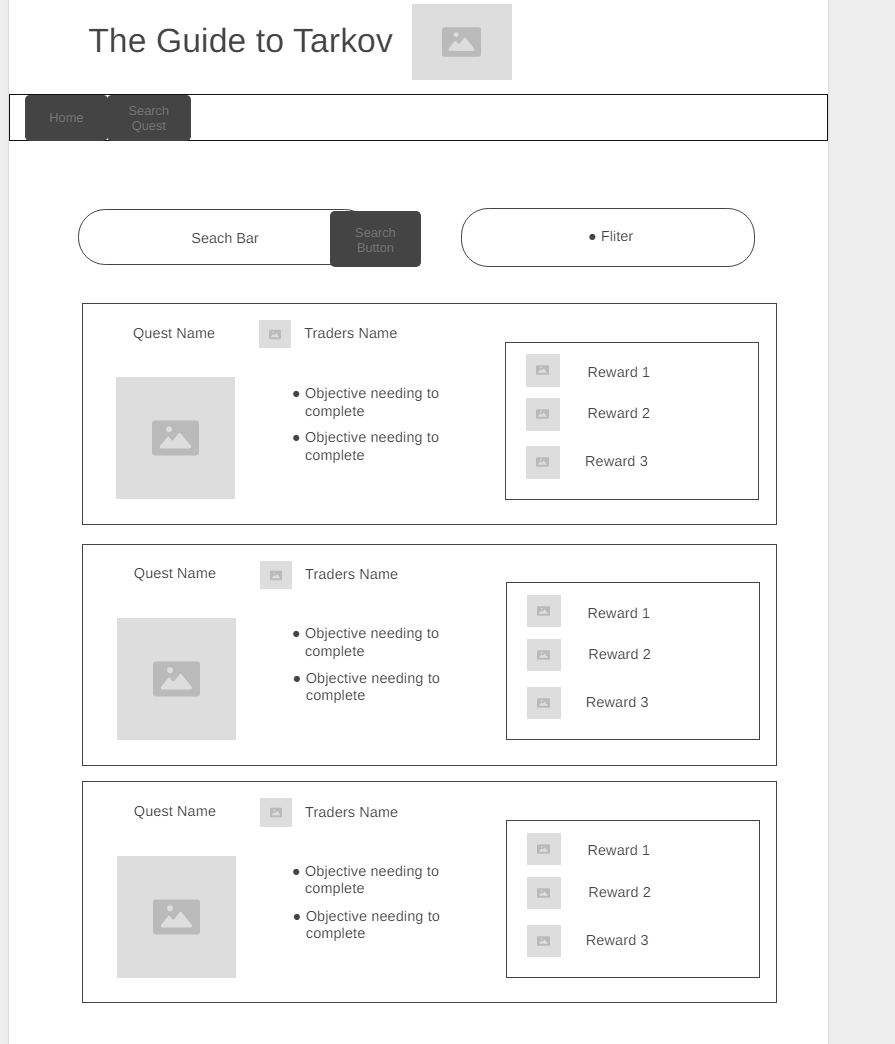 The Guide to Tarkov
Home
Search
Quest
Seach Bar
Search
Button
● Fliter
Quest Name
Traders Name
● Objective needing to
complete
● Objective needing to
complete
Reward 1
Reward 2
Reward 3
Quest Name
Traders Name
● Objective needing to
complete
● Objective needing to
complete
Reward 1
Reward 2
Reward 3
Quest Name
Traders Name
● Objective needing to
complete
● Objective needing to
complete
Reward 1
Reward 2
Reward 3